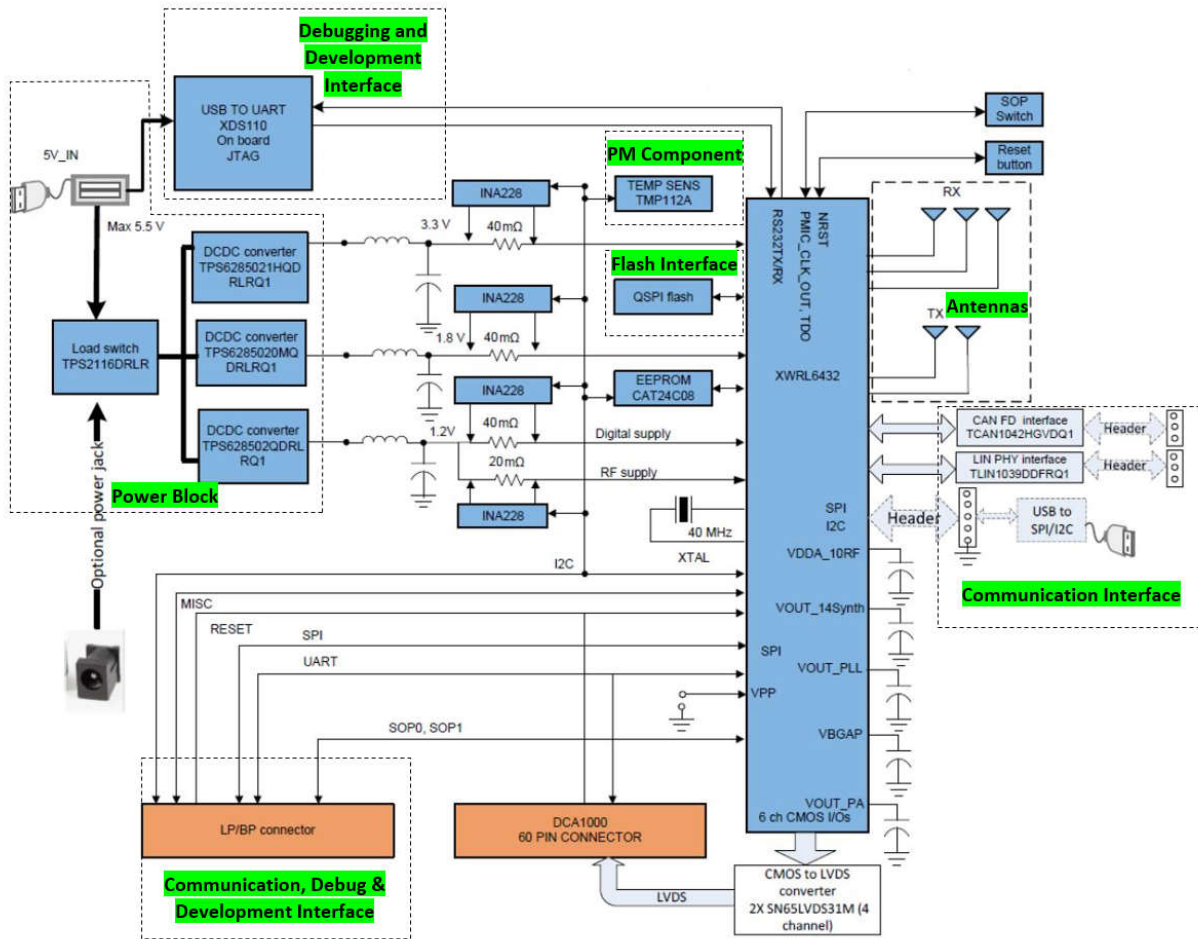 Debugging and
Development
Interface
USB TO UART
XDS110
On board
JTAG
5V_IN
Max 5.5 V
SOP
Switch
Reset
button
PM Component
TEMP SENS
TMP112A
INA228
3.3 V
40mΩ
RS232TX/RX
PMIC_CLK_OUT, TDO
NRST
RX
DCDC converter
TPS6285021HQD
RLRQ1
Flash Interface
QSPI flash
INA228
1.8 V
40mΩ
Antennas
TX
Load switch
TPS2116DRLR
DCDC converter
TPS6285020MQ
DRLRQ1
XWRL6432
INA228
EEPROM
CAT24C08
DCDC converter
TPS628502QDRL
RQ1
1.2V
40mΩ
Digital supply
20mΩ
RF supply
INA228
Power Block
CAN FD interface
TCAN1042HGVDQ1
Header
LIN PHY interface
TLIN1039DDFRQ1
Header
Optional power jack
40 MHz
XTAL
SPI
I2C
Header
USB to
SPI/I2C
VDDA_10RF
Communication Interface
I2C
MISC
RESET
SPI
UART
SPI
VPP
SOP0, SOP1
VOUT_14Synth
VOUT_PLL
VBGAP
VOUT_PA
6 ch CMOS I/Os
LP/BP connector
DCA1000
60 PIN CONNECTOR
Communication, Debug &
Development Interface
LVDS
CMOS to LVDS
converter
2X SN65LVDS31M (4
channel)